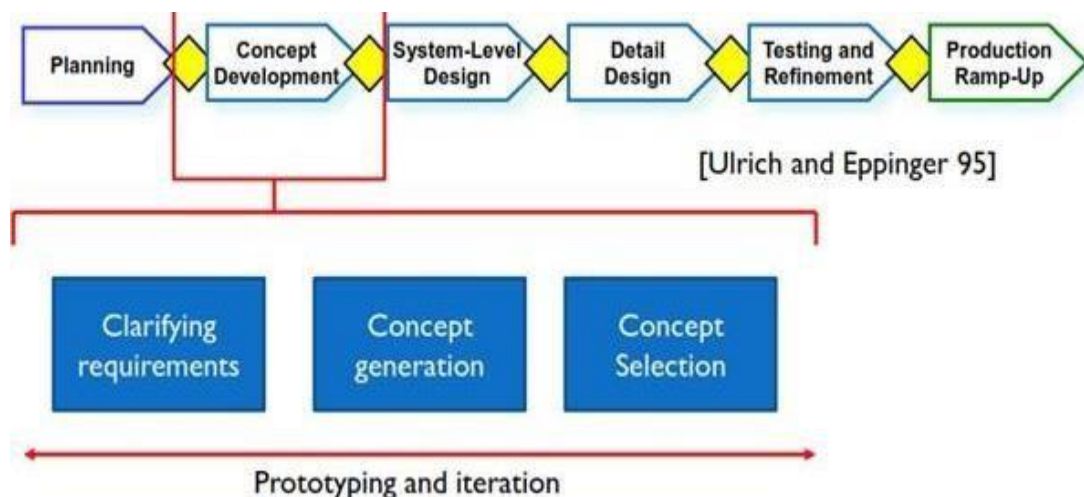 Planning
Concept
Development
System-Level
Design
Detail
Design
Testing and
Refinement
Production
Ramp-Up
[Ulrich and Eppinger 95]
Clarifying
requirements
Concept
generation
Concept
Selection
Prototyping and iteration